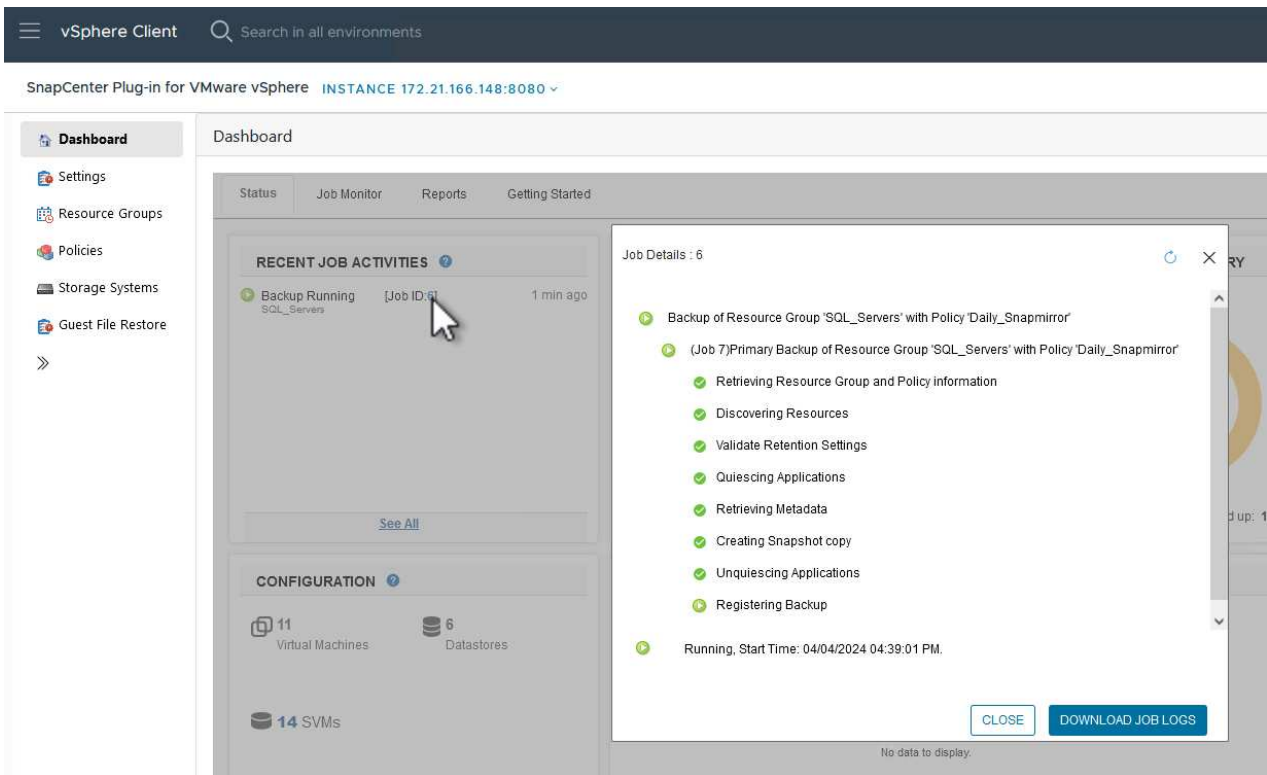 vSphere Client
Search in all environments
SnapCenter Plug-in for VMware vSphere INSTANCE 172.21.166.148:8080
Dashboard
Settings
Resource Groups
Policies
Storage Systems
Guest File Restore
Dashboard
Status Job Monitor Reports Getting Started
RECENT JOB ACTIVITIES
Backup Running [Job ID:6] 1 min ago
SQL_Servers
See All
CONFIGURATION
11
Virtual Machines
6
Datastores
14 SVMs
RY
d up: 1
Job Details : 6
Backup of Resource Group 'SQL_Servers' with Policy 'Daily_Snapmirror'
(Job 7)Primary Backup of Resource Group 'SQL_Servers' with Policy 'Daily_Snapmirror'
Retrieving Resource Group and Policy information
Discovering Resources
Validate Retention Settings
Quiescing Applications
Retrieving Metadata
Creating Snapshot copy
Unquiescing Applications
Registering Backup
Running, Start Time: 04/04/2024 04:39:01 PM.
CLOSE DOWNLOAD JOB LOGS
No data to display.